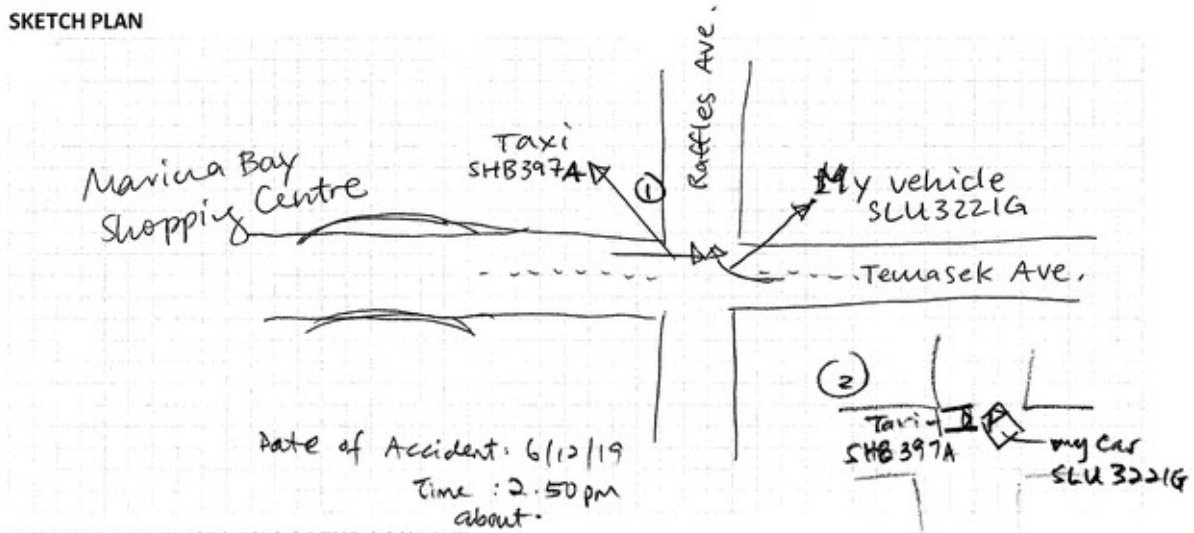 SKETCH PLAN
Raffles Ave.
Taxi
SHB397A
①
Marina Bay
Shopping Centre
My vehicle
SLU3221G
Temasek Ave.
②
Taxi
SHB397A
my car
SLU3221G
Date of Accident: 6/12/19
Time : 2.50pm
about.